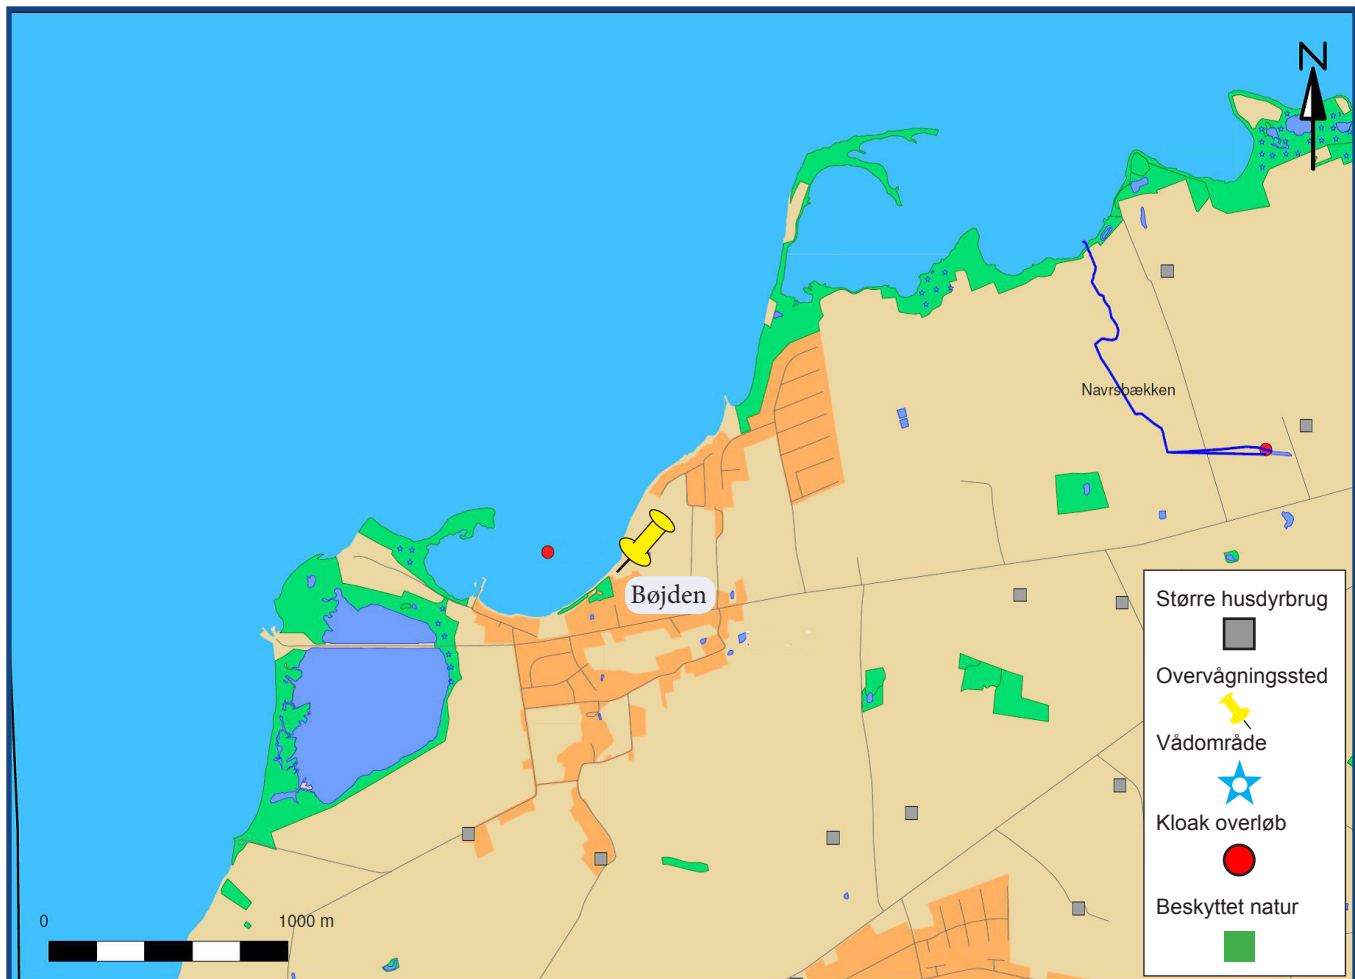 N
Navrsbækken
Bøjden
Større husdyrbrug
Overvågningssted
Vådområde
Kloak overløb
Beskyttet natur
0 1000 m